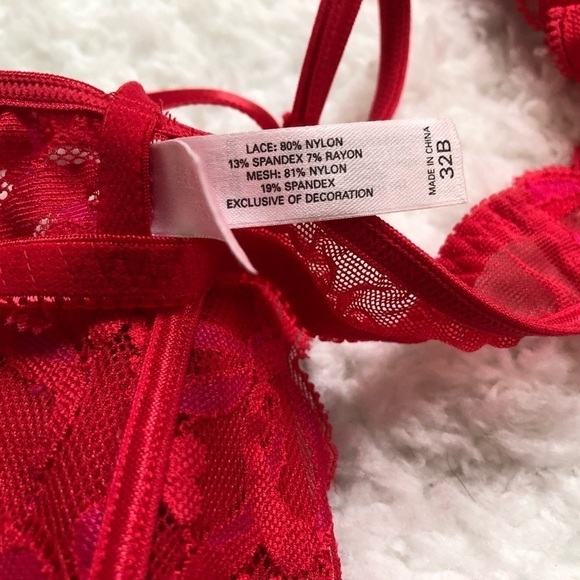 LACE: 80% NYLON
13% SPANDEX 7% RAYON
MESH: 81% NYLON
19% SPANDEX
EXCLUSIVE OF DECORATION
MADE IN CHINA
32B